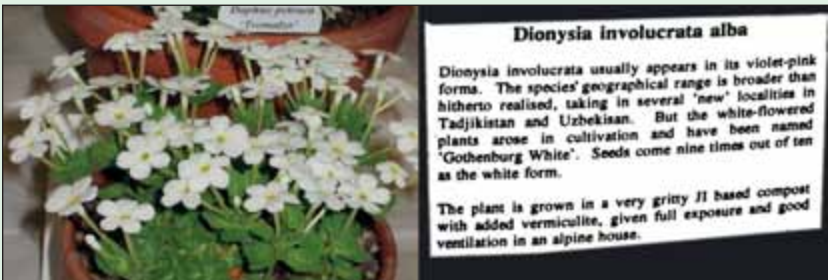 Daphne petraea
'Tremalzo'
Dionysia involucrata alba
Dionysia involucrata usually appears in its violet-pink
forms. The species' geographical range is broader than
hitherto realised, taking in several 'new' localities in
Tadjikistan and Uzbekisan. But the white-flowered
plants arose in cultivation and have been named
'Gothenburg White'. Seeds come nine times out of ten
as the white form.
The plant is grown in a very gritty JI based compost
with added vermiculite, given full exposure and good
ventilation in an alpine house.